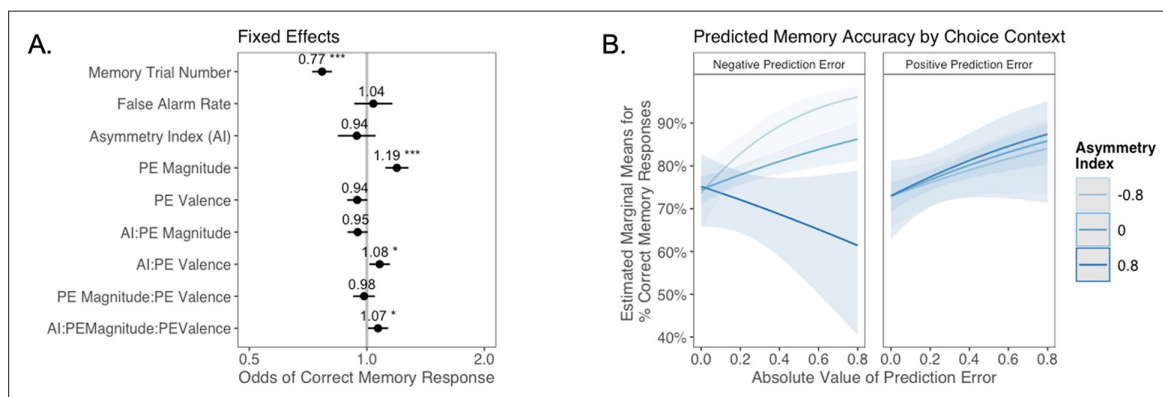 A.
Fixed Effects
Memory Trial Number
False Alarm Rate
Asymmetry Index (AI)
PE Magnitude
PE Valence
AI:PE Magnitude
AI:PE Valence
PE Magnitude:PE Valence
AI:PEMagnitude:PEValence
0.77 ***
1.04
0.94
1.19 ***
0.94
0.95
1.08 *
0.98
1.07 *
0.5 1.0 2.0
Odds of Correct Memory Response
B.
Predicted Memory Accuracy by Choice Context
Negative Prediction Error Positive Prediction Error
Estimated Marginal Means for
% Correct Memory Responses
90%
80%
70%
60%
50%
40%
0.0 0.2 0.4 0.6 0.8 0.0 0.2 0.4 0.6 0.8
Absolute Value of Prediction Error
Asymmetry
Index
-0.8
0
0.8